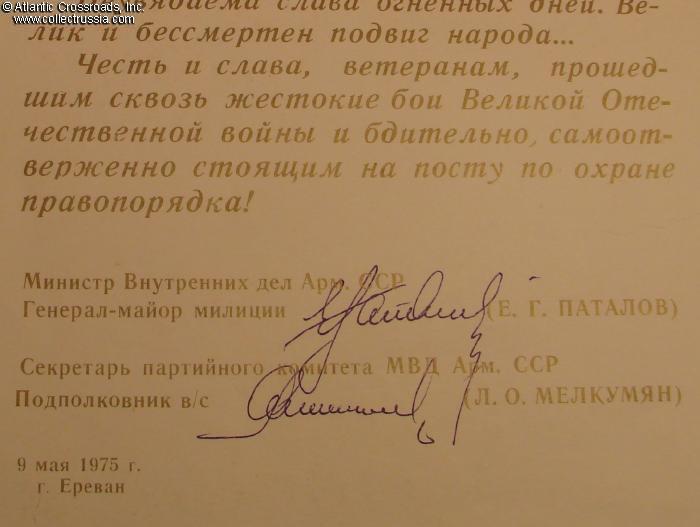 © Atlantic Crossroads, Inc.
www.collectrussia.com
слава огненных дней. Ве-
лик и бессмертен подвиг народа...
Честь и слава, ветеранам, прошед-
шим сквозь жестокие бои Великой Оте-
чественной войны и бдительно, самоот-
верженно стоящим на посту по охране
правопорядка!
Министр Внутренних дел Арм. ССР
Генерал-майор милиции (Е. Г. ПАТАЛОВ)
Секретарь партийного комитета МВД Арм. ССР
Подполковник в/с (Л. О. МЕЛКУМЯН)
9 мая 1975 г.
г. Ереван